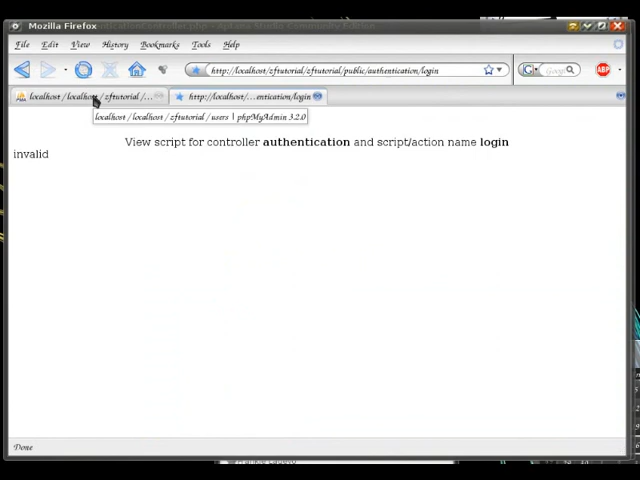 Mozilla Firefox
File Edit View History Bookmarks Tools Help
http://localhost/zftutorial/zftutorial/public/authentication/login
Google
ABP
localhost / localhost / zftutorial /...
http://localhost/...entication/login
localhost / localhost / zftutorial / users | phpMyAdmin 3.2.0
View script for controller authentication and script/action name login
invalid
Done